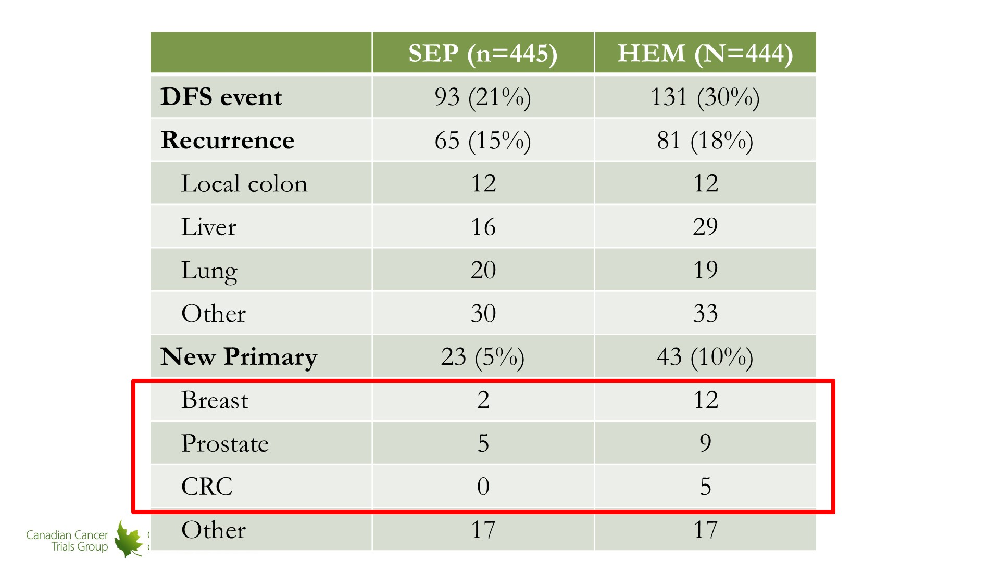 SEP (n=445) HEM (N=444)
DFS event 93 (21%) 131 (30%)
Recurrence 65 (15%) 81 (18%)
Local colon 12 12
Liver 16 29
Lung 20 19
Other 30 33
New Primary 23 (5%) 43 (10%)
Breast 2 12
Prostate 5 9
CRC 0 5
Other 17 17
Canadian Cancer
Trials Group